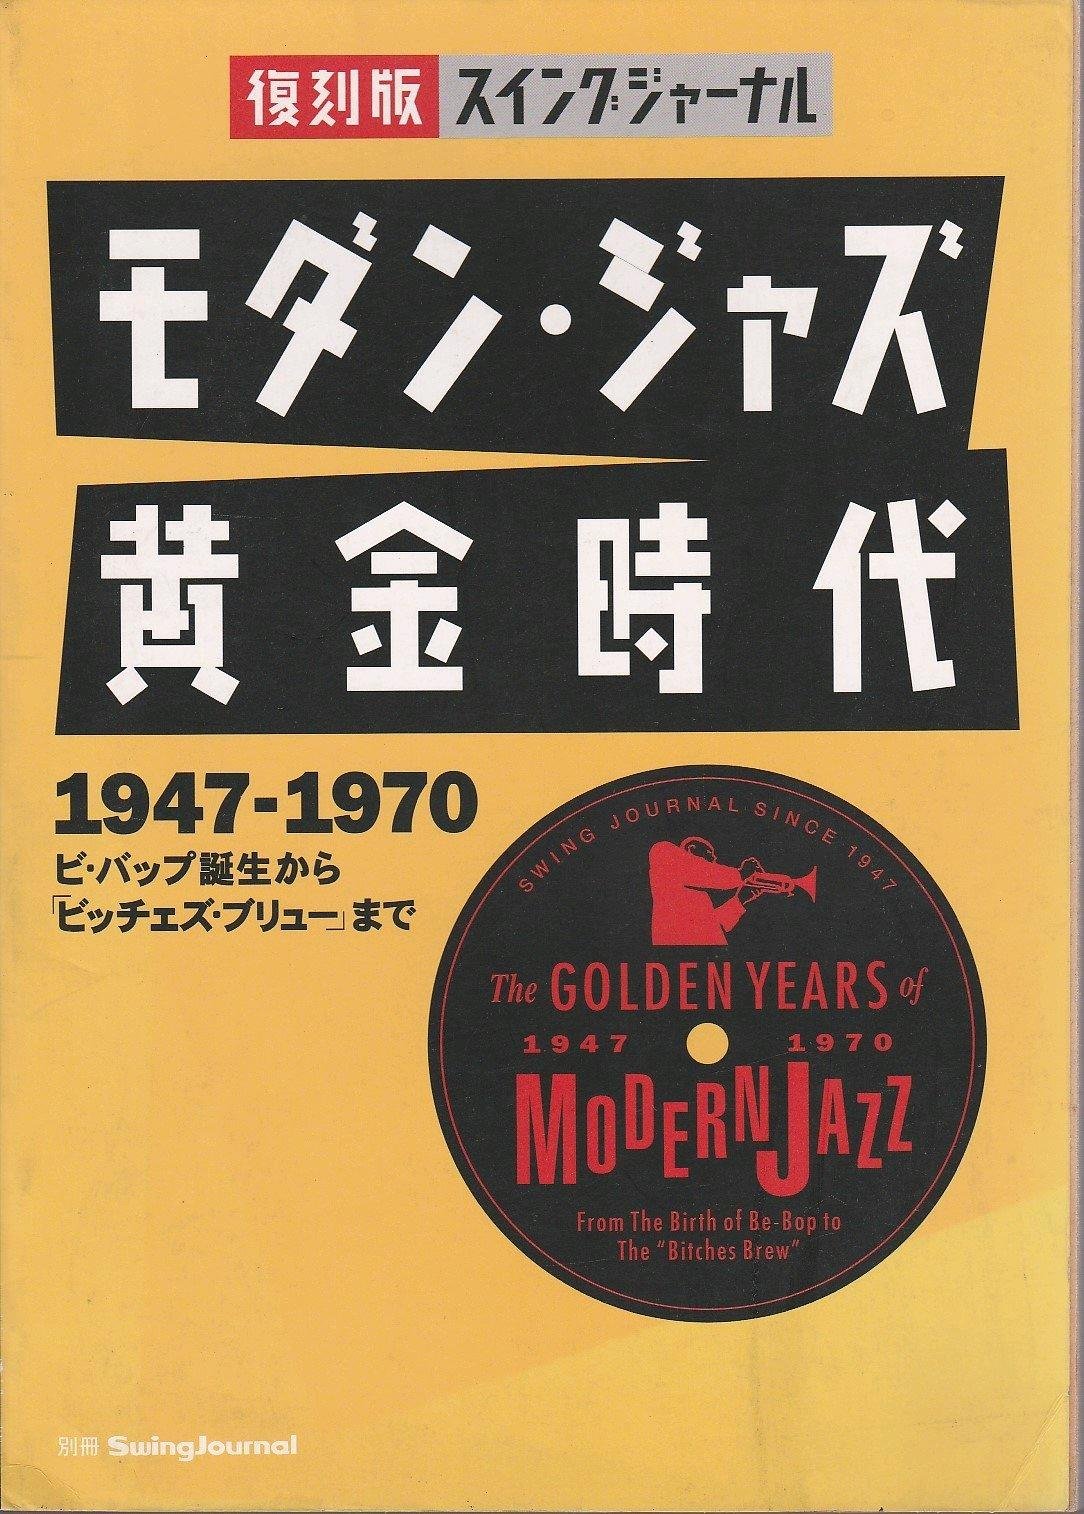 復刻版 スイングジャーナル
モダン・ジャズ
黄金時代
1947-1970
ビ・バップ誕生から
「ビッチェズ・ブリュー」まで
SWING JOURNAL SINCE 1947
The GOLDEN YEARS of
1947 1970
MODERN JAZZ
From The Birth of Be-Bop to
The "Bitches Brew"
別冊 SwingJournal